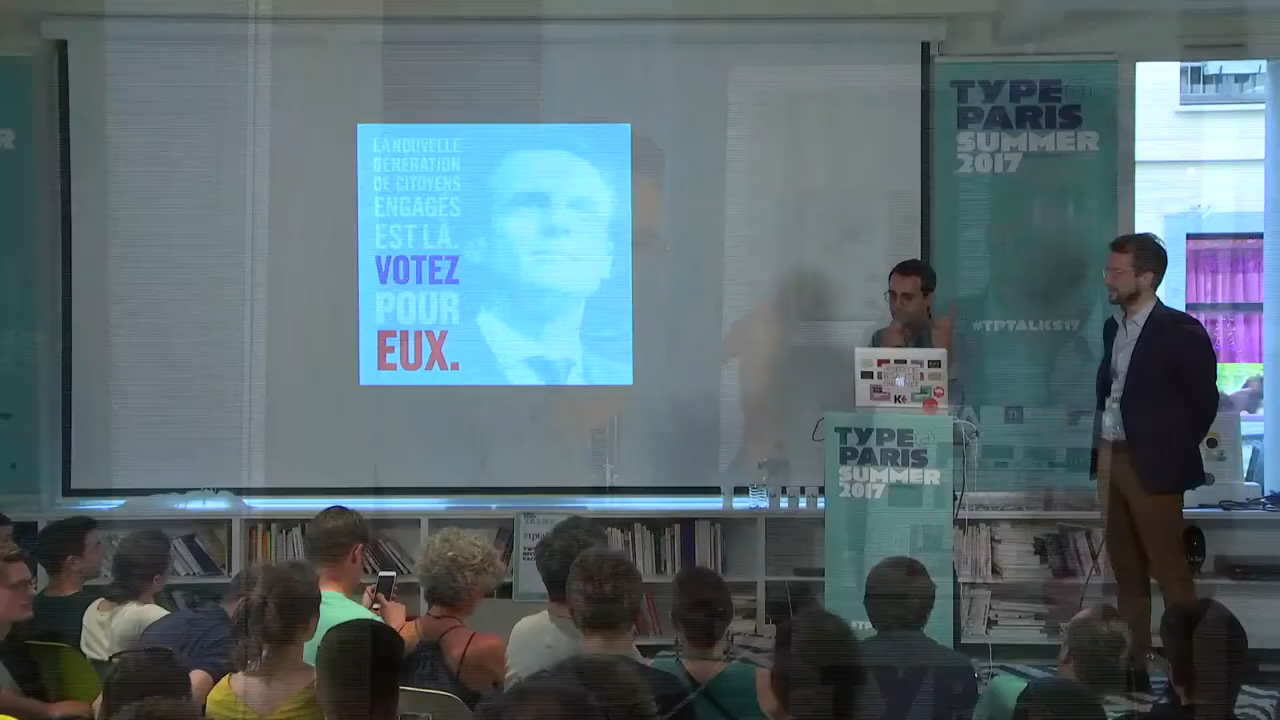 LA NOUVELLE
GÉNÉRATION
DE CITOYENS
ENGAGÉS
EST LÀ.
VOTEZ
POUR
EUX.
TYPE@
PARIS
SUMMER
2017
#TPTALKS17
TYPE@
PARIS
SUMMER
2017